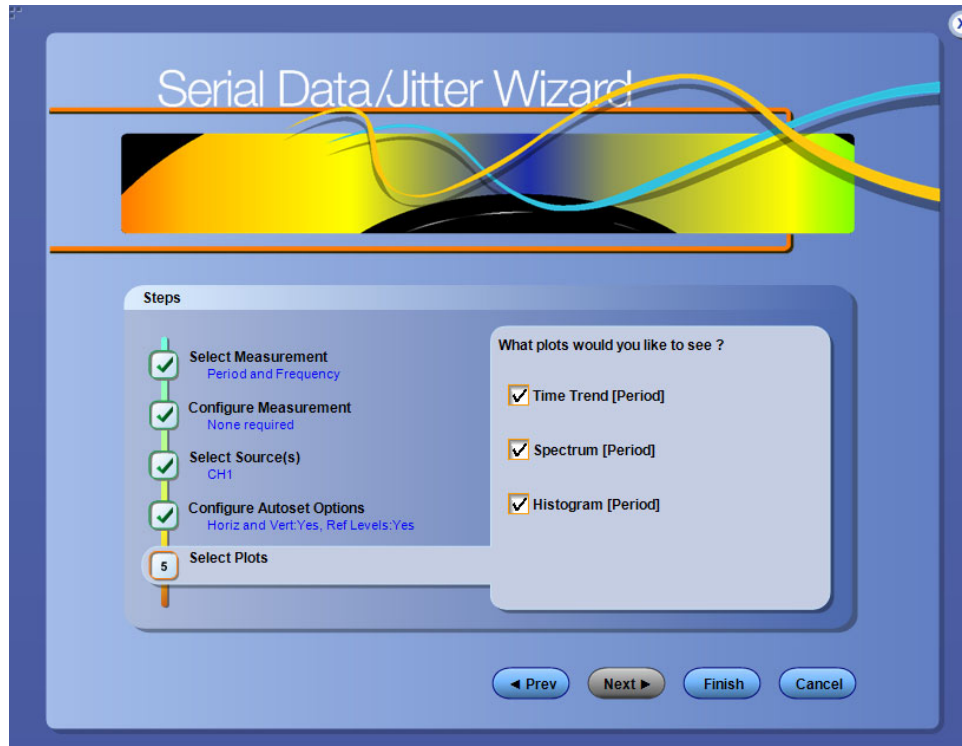 Serial Data/Jitter Wizard
Steps
Select Measurement
Period and Frequency
Configure Measurement
None required
Select Source(s)
CH1
Configure Autoset Options
Horiz and Vert:Yes, Ref Levels:Yes
5
Select Plots
What plots would you like to see ?
Time Trend [Period]
Spectrum [Period]
Histogram [Period]
◄ Prev
Next ►
Finish
Cancel